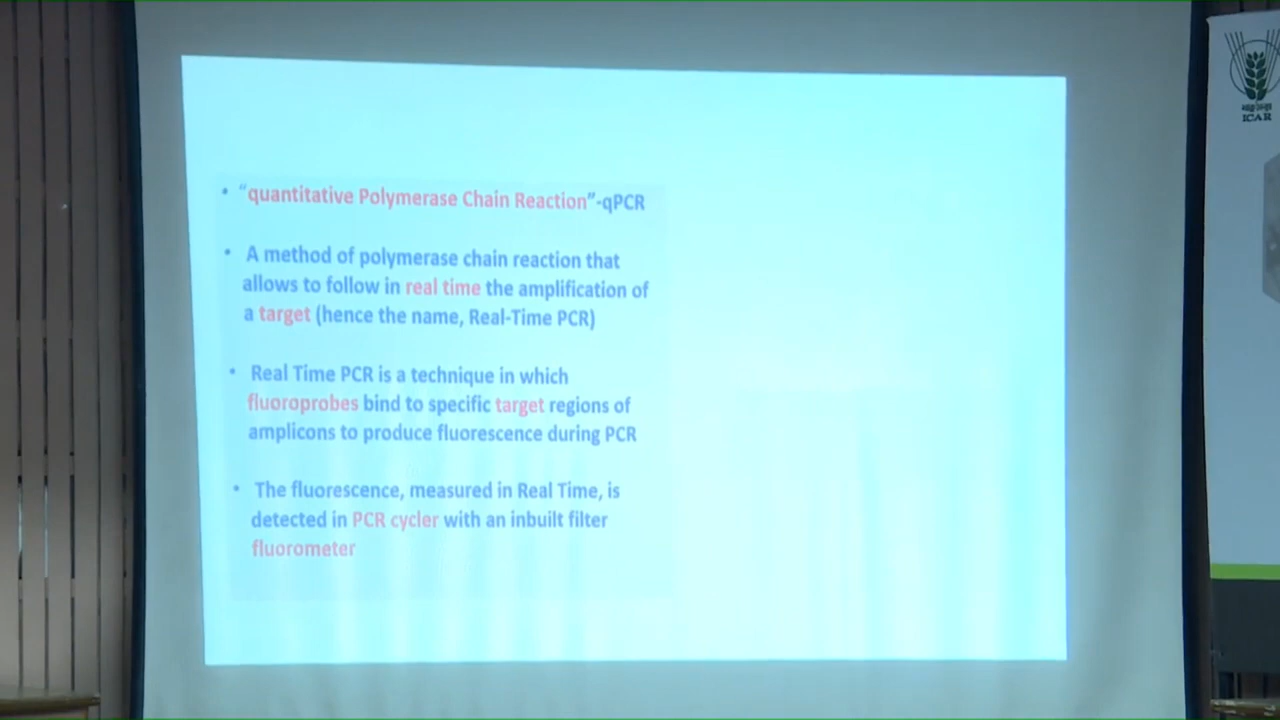 • “quantitative Polymerase Chain Reaction”-qPCR
• A method of polymerase chain reaction that
allows to follow in real time the amplification of
a target (hence the name, Real-Time PCR)
• Real Time PCR is a technique in which
fluoroprobes bind to specific target regions of
amplicons to produce fluorescence during PCR
• The fluorescence, measured in Real Time, is
detected in PCR cycler with an inbuilt filter
fluorometer
ICAR